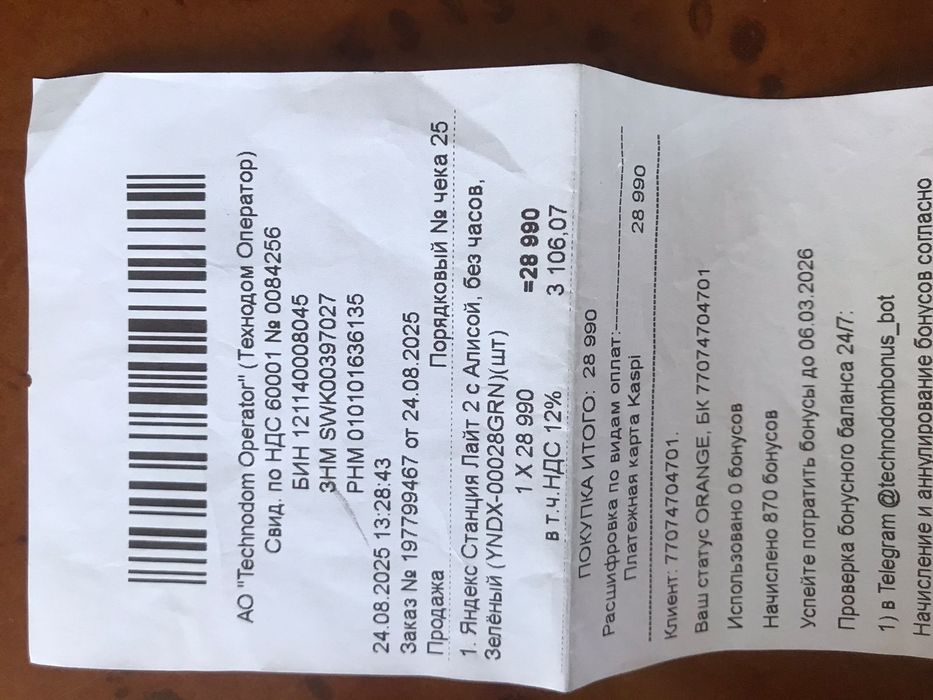 АО "Technodom Operator" (Технодом Оператор)
Свид. по НДС 60001 № 0084256
БИН 121140008045
ЗНМ SWK00397027
РНМ 010101636135
24.08.2025 13:28:43
Заказ № 197799467 от 24.08.2025
Продажа Порядковый № чека 25
1. Яндекс Станция Лайт 2 с Алисой, без часов,
Зелёный (YNDX-00028GRN)(шт)
1 X 28 990 =28 990
в т.ч.НДС 12% 3 106,07
ПОКУПКА ИТОГО: 28 990
Расшифровка по видам оплат:
Платежная карта Kaspi 28 990
Клиент: 77074704701.
Ваш статус ORANGE, БК 77074704701
Использовано 0 бонусов
Начислено 870 бонусов
Успейте потратить бонусы до 06.03.2026
Проверка бонусного баланса 24/7:
1) в Telegram @technodombonus_bot
Начисление и аннулирование бонусов согласно